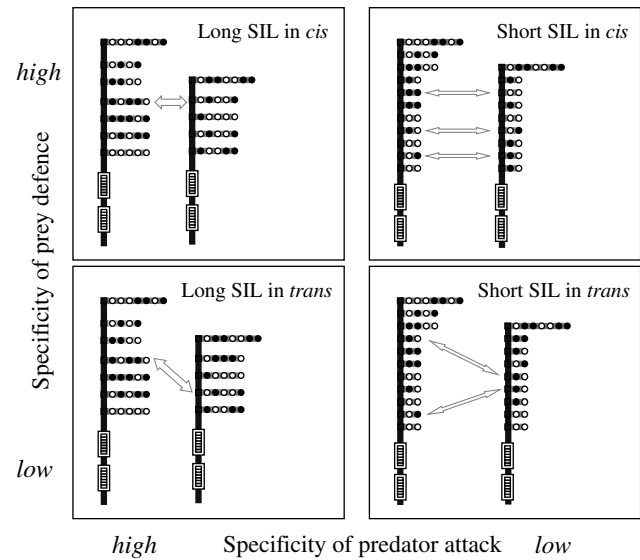 Long SIL in cis
Short SIL in cis
high
Specificity of prey defence
Long SIL in trans
Short SIL in trans
low
high
Specificity of predator attack
low